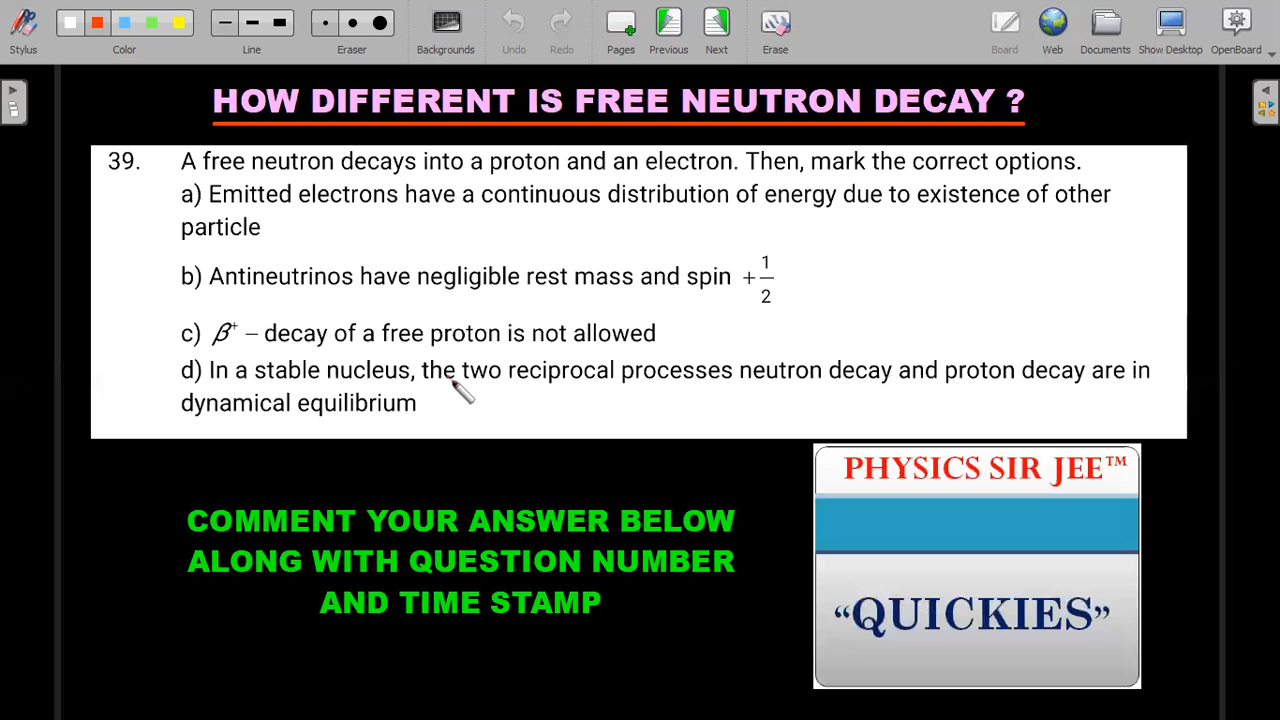 Stylus
Color
Line
Eraser
Backgrounds
Undo
Redo
Pages
Previous
Next
Erase
Board
Web
Documents
Show Desktop
OpenBoard
HOW DIFFERENT IS FREE NEUTRON DECAY ?
39. A free neutron decays into a proton and an electron. Then, mark the correct options.
a) Emitted electrons have a continuous distribution of energy due to existence of other
particle
b) Antineutrinos have negligible rest mass and spin +1/2
c) β⁺ – decay of a free proton is not allowed
d) In a stable nucleus, the two reciprocal processes neutron decay and proton decay are in
dynamical equilibrium
COMMENT YOUR ANSWER BELOW
ALONG WITH QUESTION NUMBER
AND TIME STAMP
PHYSICS SIR JEE™
“QUICKIES”